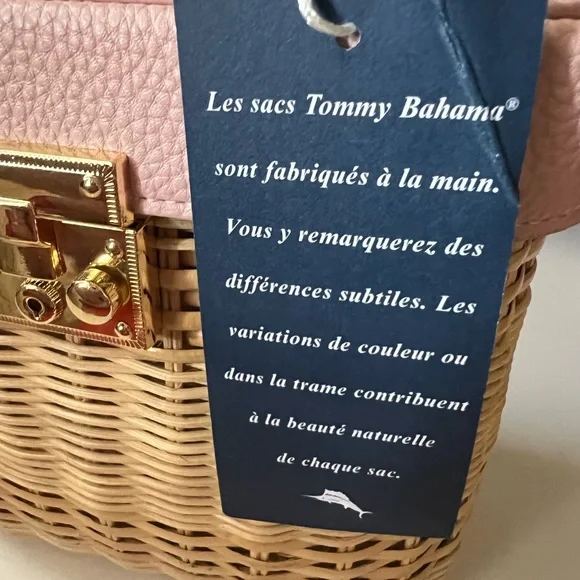 Les sacs Tommy Bahama®
sont fabriqués à la main.
Vous y remarquerez des
différences subtiles. Les
variations de couleur ou
dans la trame contribuent
à la beauté naturelle
de chaque sac.